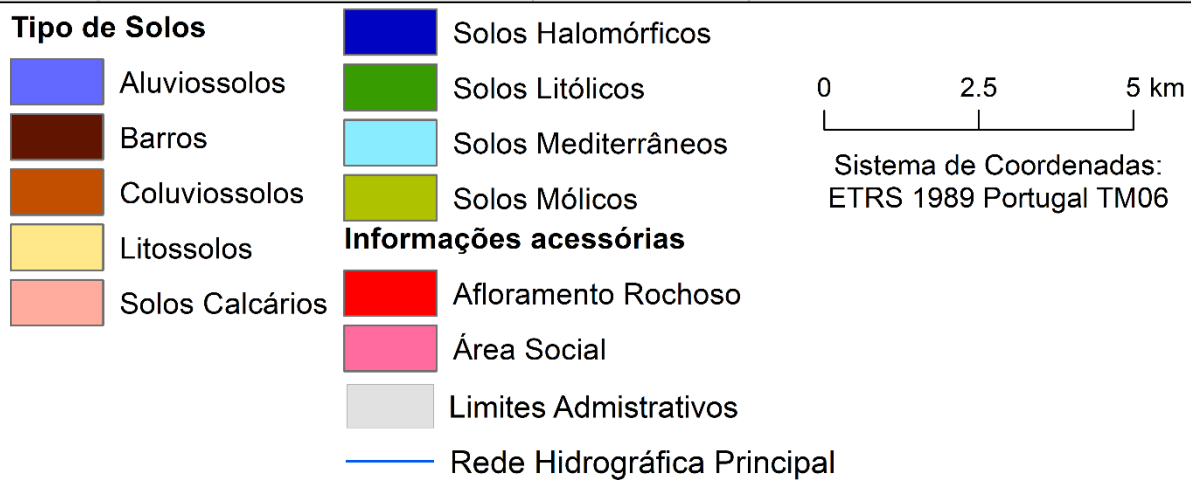 Tipo de Solos
Aluviossolos
Barros
Coluviossolos
Litossolos
Solos Calcários
Solos Halomórficos
Solos Litólicos
Solos Mediterrâneos
Solos Mólicos
Informações acessórias
Afloramento Rochoso
Área Social
Limites Admistrativos
Rede Hidrográfica Principal
0 2.5 5 km
Sistema de Coordenadas:
ETRS 1989 Portugal TM06